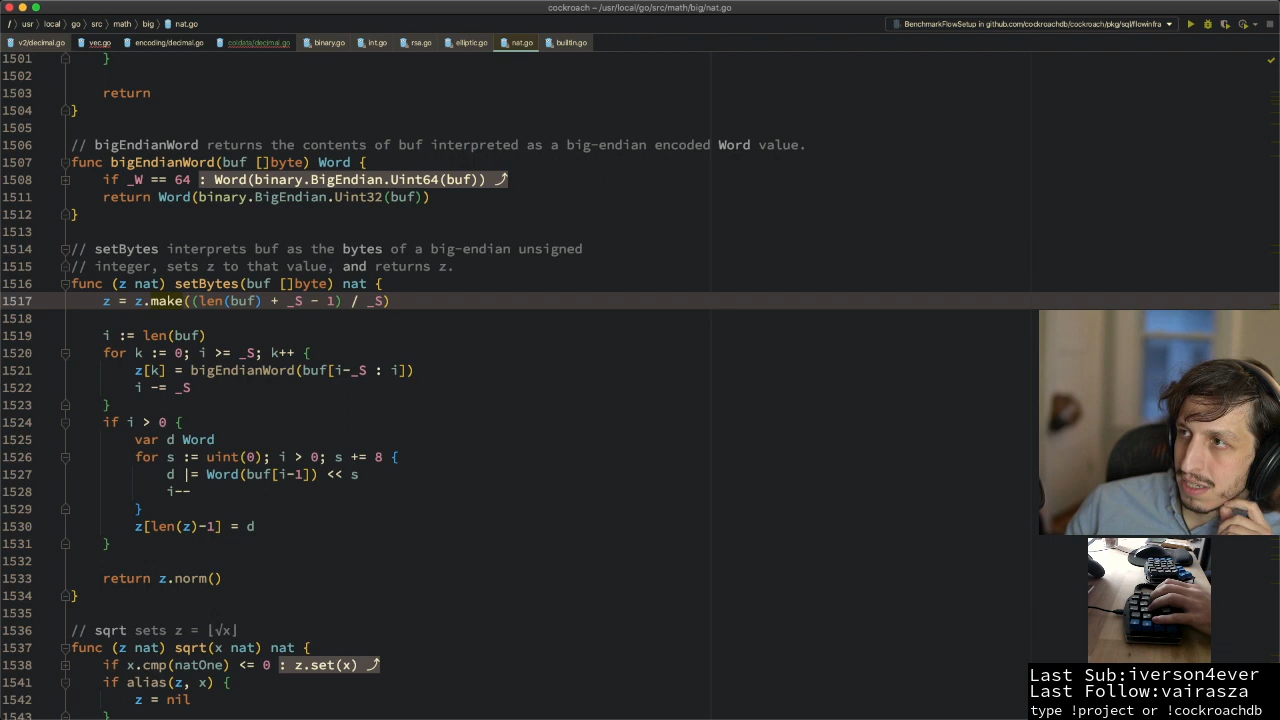 cockroach – /usr/local/go/src/math/big/nat.go
/ usr local go src math big nat.go BenchmarkFlowSetup in github.com/cockroachdb/cockroach/pkg/sql/flowinfra
v2/decimal.go vec.go encoding/decimal.go coldata/decimal.go binary.go int.go rsa.go elliptic.go nat.go builtin.go
1501 }
1502
1503 return
1504 }
1505
1506 // bigEndianWord returns the contents of buf interpreted as a big-endian encoded Word value.
1507 func bigEndianWord(buf []byte) Word {
1508 if _W == 64 : Word(binary.BigEndian.Uint64(buf))
1511 return Word(binary.BigEndian.Uint32(buf))
1512 }
1513
1514 // setBytes interprets buf as the bytes of a big-endian unsigned
1515 // integer, sets z to that value, and returns z.
1516 func (z nat) setBytes(buf []byte) nat {
1517 z = z.make((len(buf) + _S - 1) / _S)
1518
1519 i := len(buf)
1520 for k := 0; i >= _S; k++ {
1521 z[k] = bigEndianWord(buf[i-_S : i])
1522 i -= _S
1523 }
1524 if i > 0 {
1525 var d Word
1526 for s := uint(0); i > 0; s += 8 {
1527 d |= Word(buf[i-1]) << s
1528 i--
1529 }
1530 z[len(z)-1] = d
1531 }
1532
1533 return z.norm()
1534 }
1535
1536 // sqrt sets z = ⌊√x⌋
1537 func (z nat) sqrt(x nat) nat {
1538 if x.cmp(natOne) <= 0 : z.set(x)
1541 if alias(z, x) {
1542 z = nil
1543 }
Last Sub:iverson4ever
Last Follow:vairasza
type !project or !cockroachdb